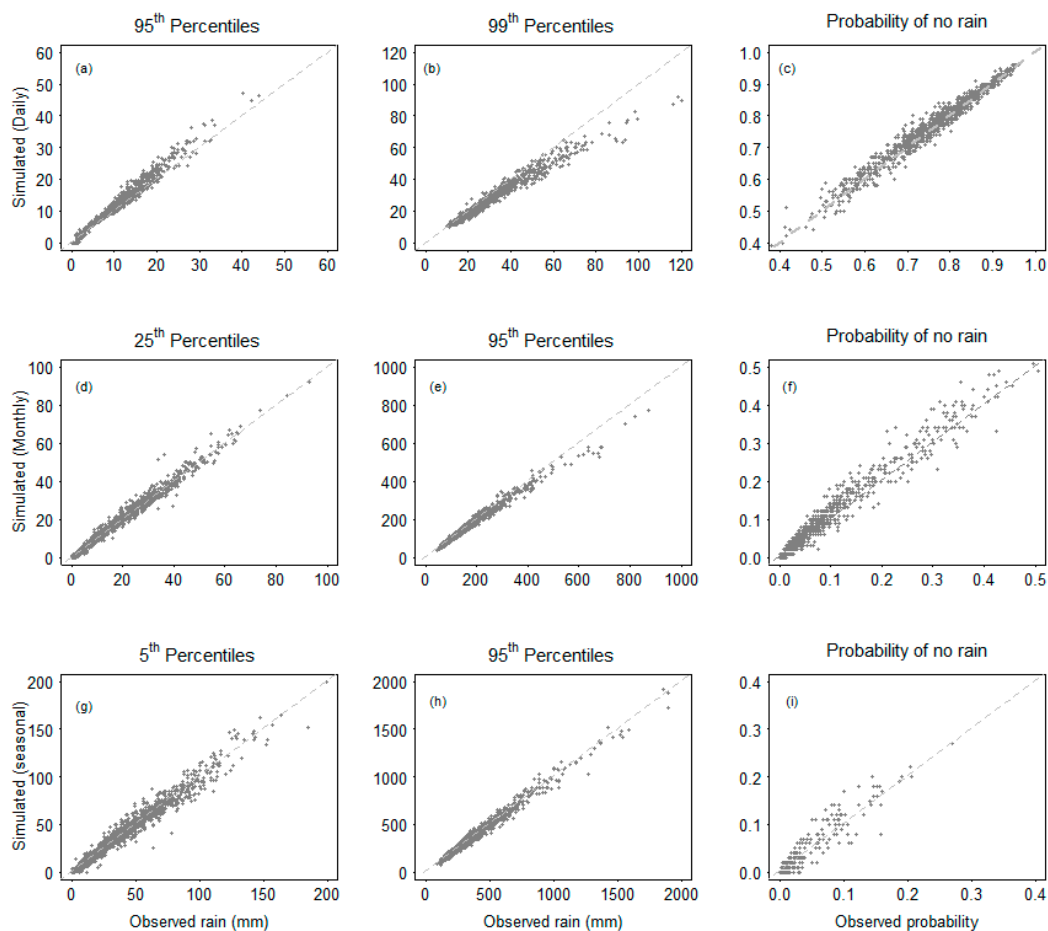 95th Percentiles
99th Percentiles
Probability of no rain
Simulated (Daily)
60
50
40
30
20
10
0
(a)
0 10 20 30 40 50 60
120
100
80
60
40
20
0
(b)
0 20 40 60 80 100 120
1.0
0.9
0.8
0.7
0.6
0.5
0.4
(c)
0.4 0.5 0.6 0.7 0.8 0.9 1.0
25th Percentiles
95th Percentiles
Probability of no rain
Simulated (Monthly)
100
80
60
40
20
0
(d)
0 20 40 60 80 100
1000
800
600
400
200
0
(e)
0 200 400 600 800 1000
0.5
0.4
0.3
0.2
0.1
0.0
(f)
0.0 0.1 0.2 0.3 0.4 0.5
5th Percentiles
95th Percentiles
Probability of no rain
Simulated (seasonal)
200
150
100
50
0
(g)
0 50 100 150 200
Observed rain (mm)
2000
1500
1000
500
0
(h)
0 500 1000 1500 2000
Observed rain (mm)
0.4
0.3
0.2
0.1
0.0
(i)
0.0 0.1 0.2 0.3 0.4
Observed probability